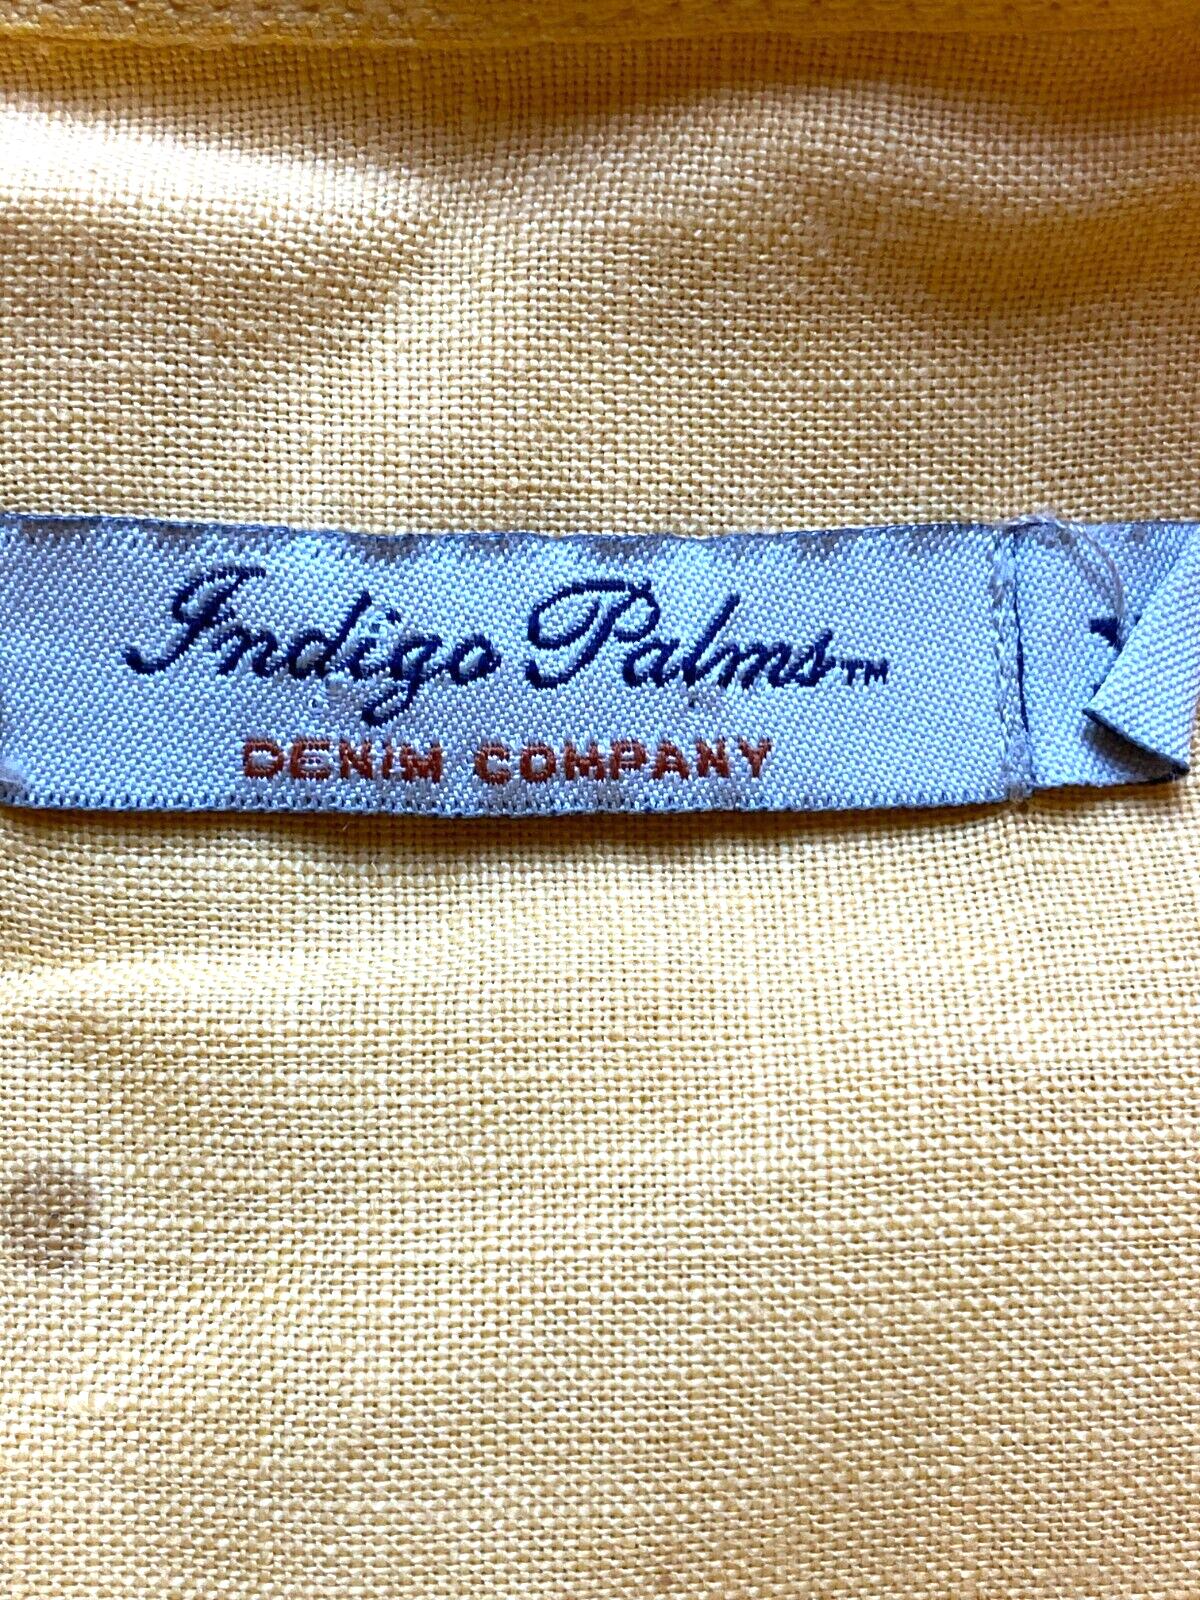 Indigo Palms™
DENIM COMPANY